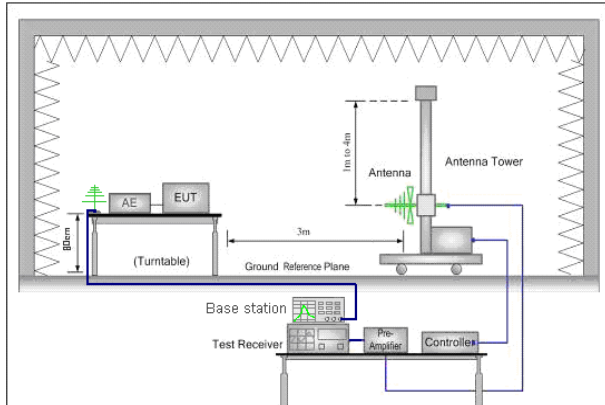 1m to 4m
Antenna
Antenna Tower
AE
EUT
80cm
3m
(Turntable)
Ground Reference Plane
Base station
Test Receiver
Pre-
Amplifier
Controller